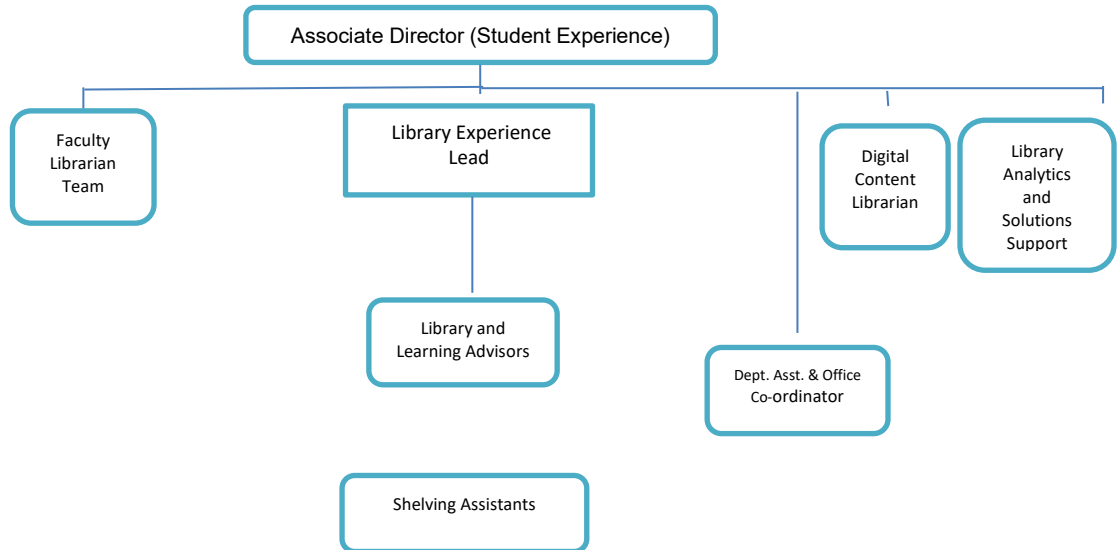 Associate Director (Student Experience)
Faculty
Librarian
Team
Library Experience
Lead
Digital
Content
Librarian
Library
Analytics
and
Solutions
Support
Library and
Learning Advisors
Dept. Asst. & Office
Co-ordinator
Shelving Assistants